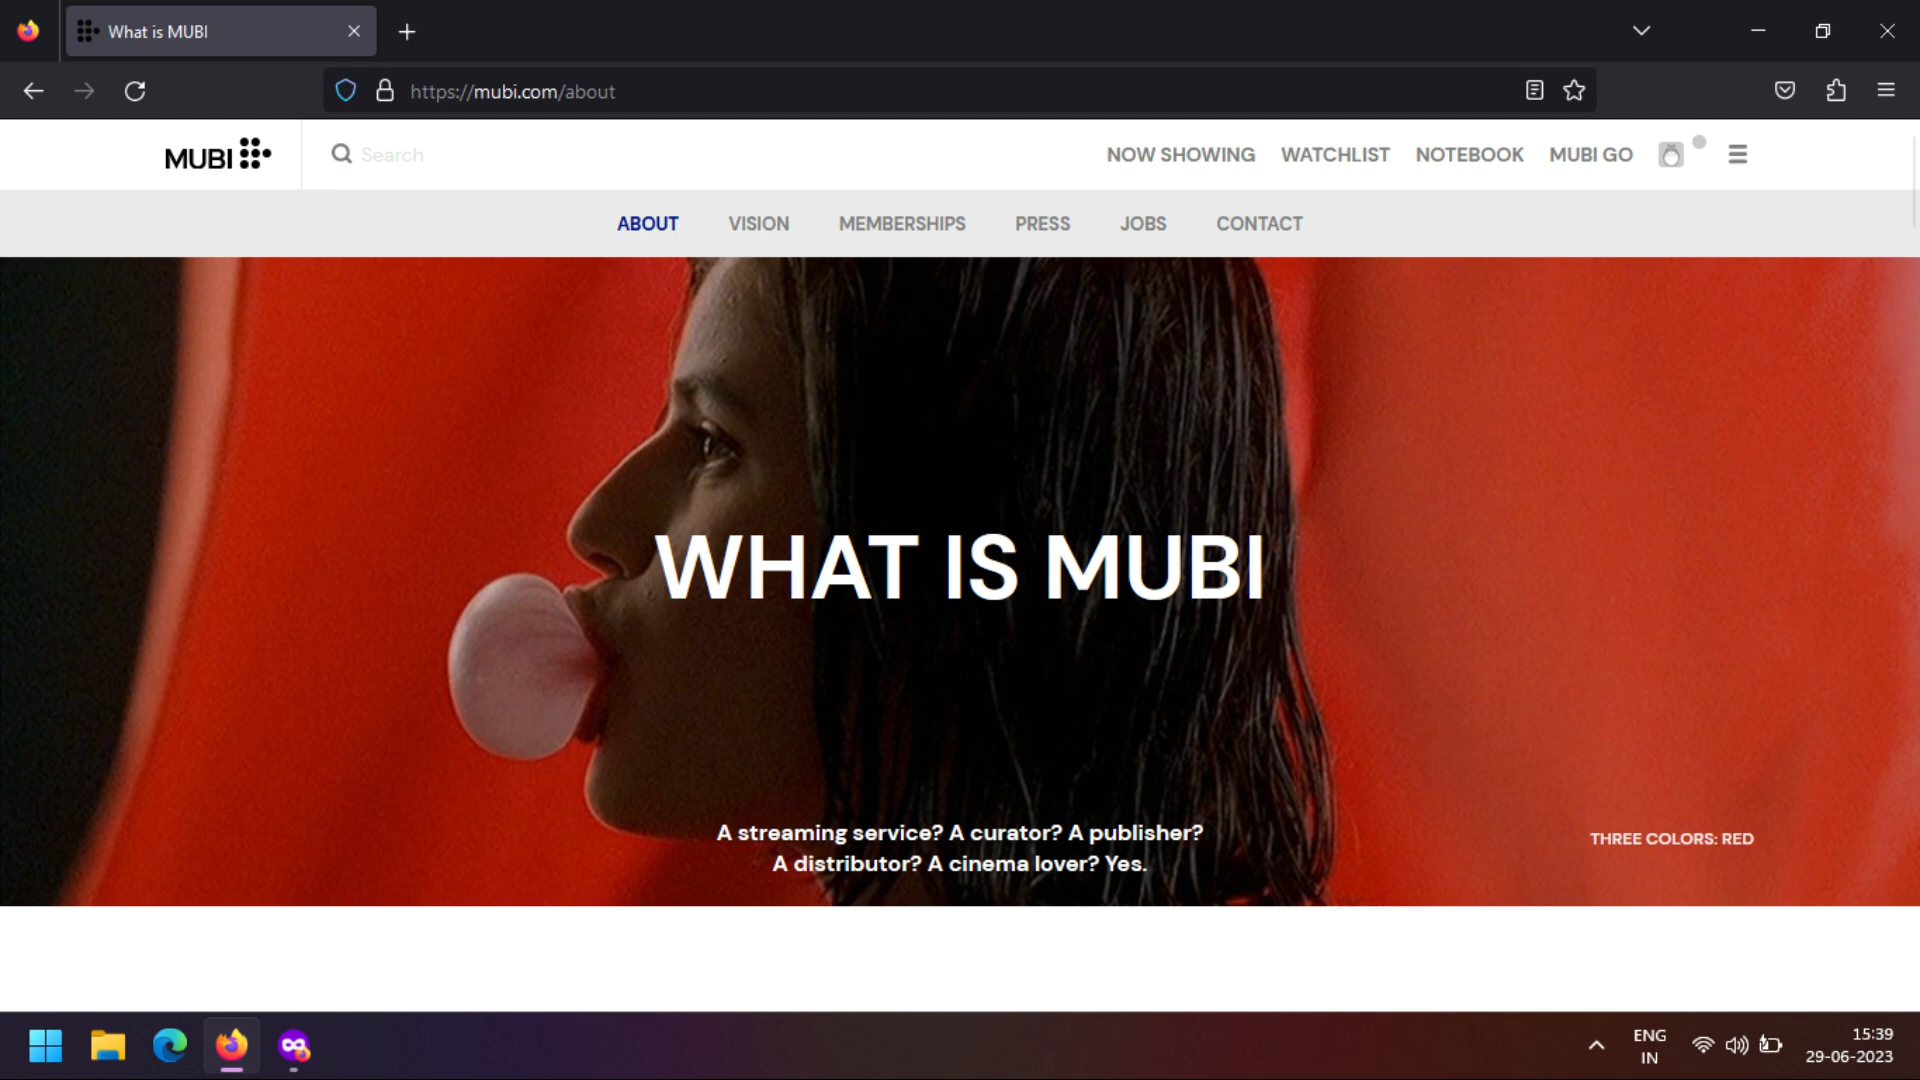 What is MUBI
https://mubi.com/about
MUBI
Search
NOW SHOWING
WATCHLIST
NOTEBOOK
MUBI GO
ABOUT
VISION
MEMBERSHIPS
PRESS
JOBS
CONTACT
WHAT IS MUBI
A streaming service? A curator? A publisher?
A distributor? A cinema lover? Yes.
THREE COLORS: RED
ENG
IN
15:39
29-06-2023